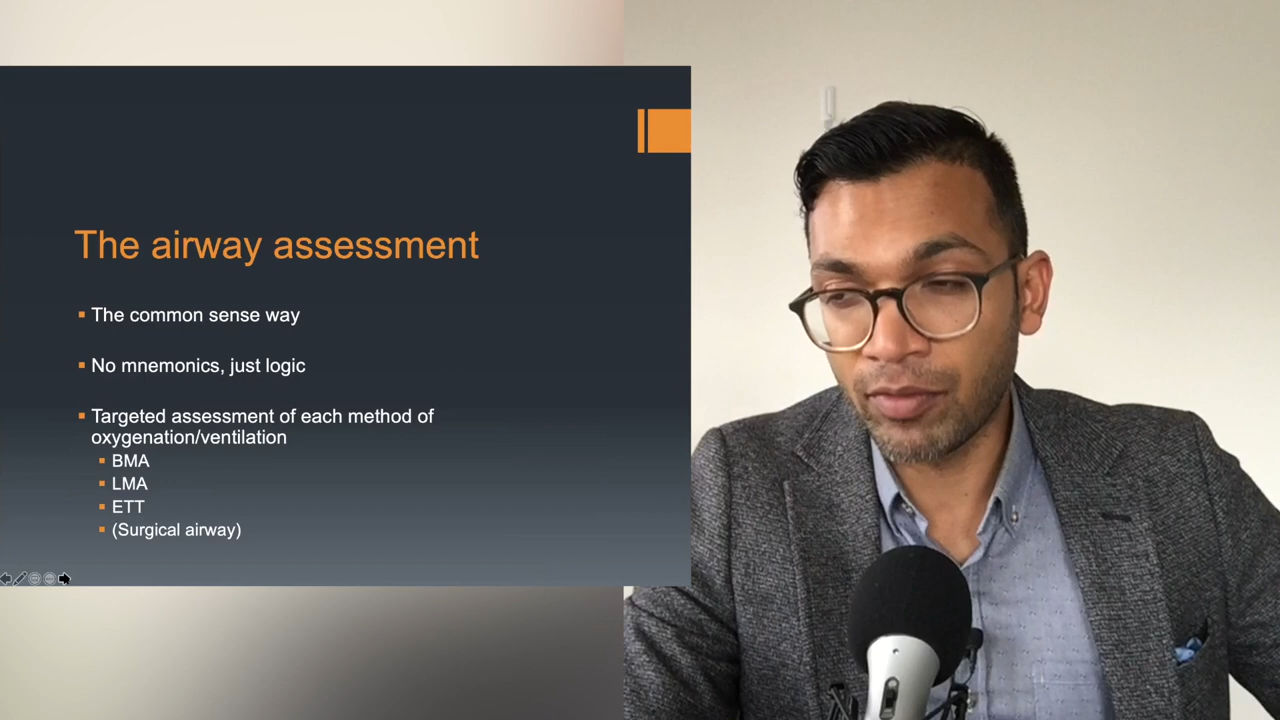 The airway assessment
The common sense way
No mnemonics, just logic
Targeted assessment of each method of
oxygenation/ventilation
BMA
LMA
ETT
(Surgical airway)